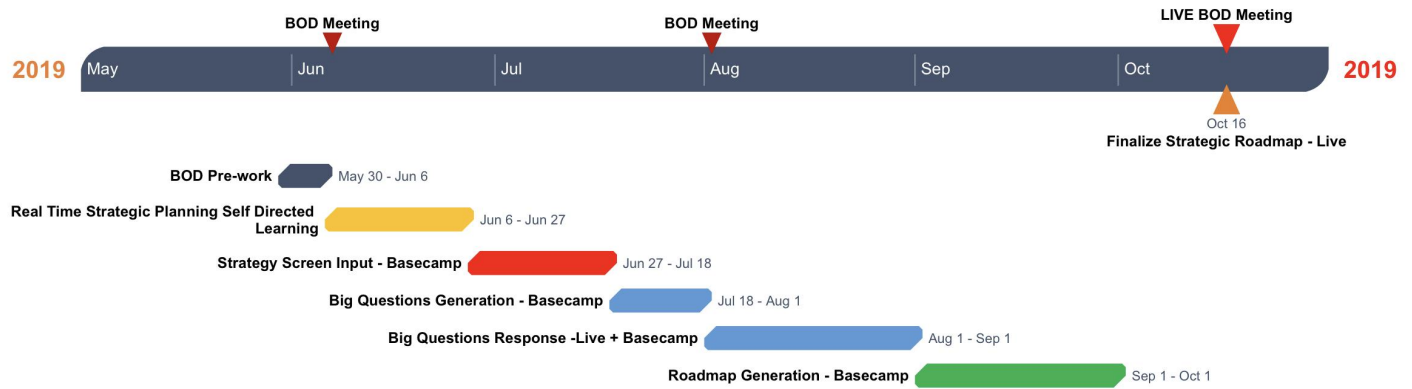 BOD Meeting
BOD Meeting
LIVE BOD Meeting
2019
May
Jun
Jul
Aug
Sep
Oct
2019
Oct 16
Finalize Strategic Roadmap - Live
BOD Pre-work
May 30 - Jun 6
Real Time Strategic Planning Self Directed
Learning
Jun 6 - Jun 27
Strategy Screen Input - Basecamp
Jun 27 - Jul 18
Big Questions Generation - Basecamp
Jul 18 - Aug 1
Big Questions Response -Live + Basecamp
Aug 1 - Sep 1
Roadmap Generation - Basecamp
Sep 1 - Oct 1